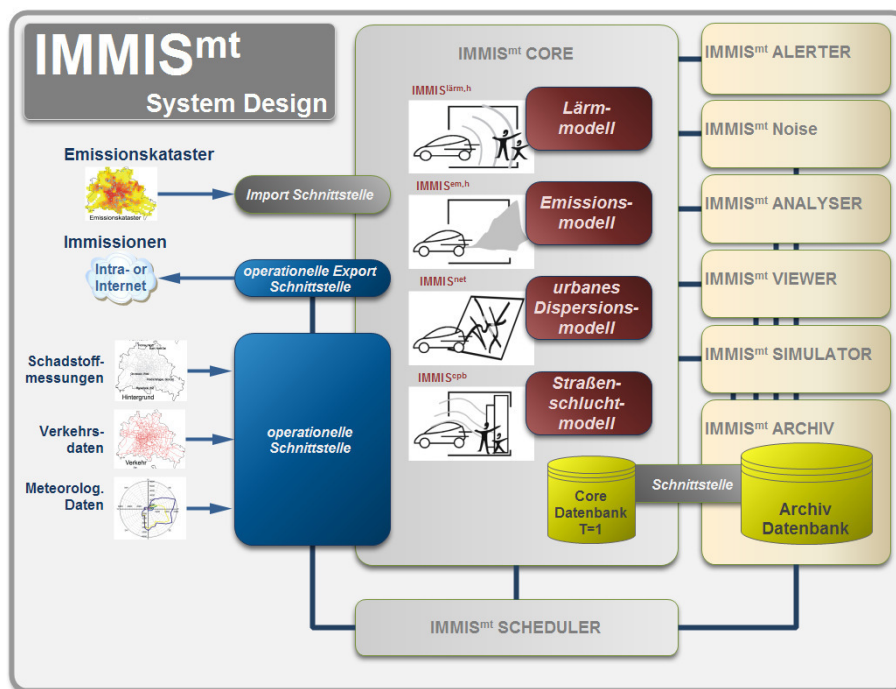 IMMISmt
System Design
Emissionskataster
Emissionskataster
Import Schnittstelle
Immissionen
Intra- or
Internet
operationelle Export
Schnittstelle
Schadstoff-
messungen
Hintergrund
Verkehrs-
daten
Verkehr
Meteorolog.
Daten
operationelle
Schnittstelle
IMMISmt CORE
IMMISlärm,h
Lärm-
modell
IMMISem,h
Emissions-
modell
IMMISnet
urbanes
Dispersions-
modell
IMMIScpb
Straßen-
schlucht-
modell
Core
Datenbank
T=1
Schnittstelle
IMMISmt ALERTER
IMMISmt Noise
IMMISmt ANALYSER
IMMISmt VIEWER
IMMISmt SIMULATOR
IMMISmt ARCHIV
Archiv
Datenbank
IMMISmt SCHEDULER